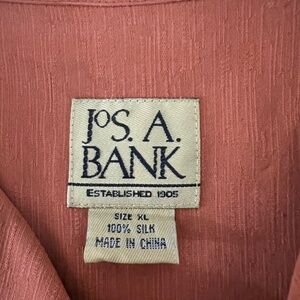 JOS. A.
BANK
ESTABLISHED 1905
SIZE XL
100% SILK
MADE IN CHINA